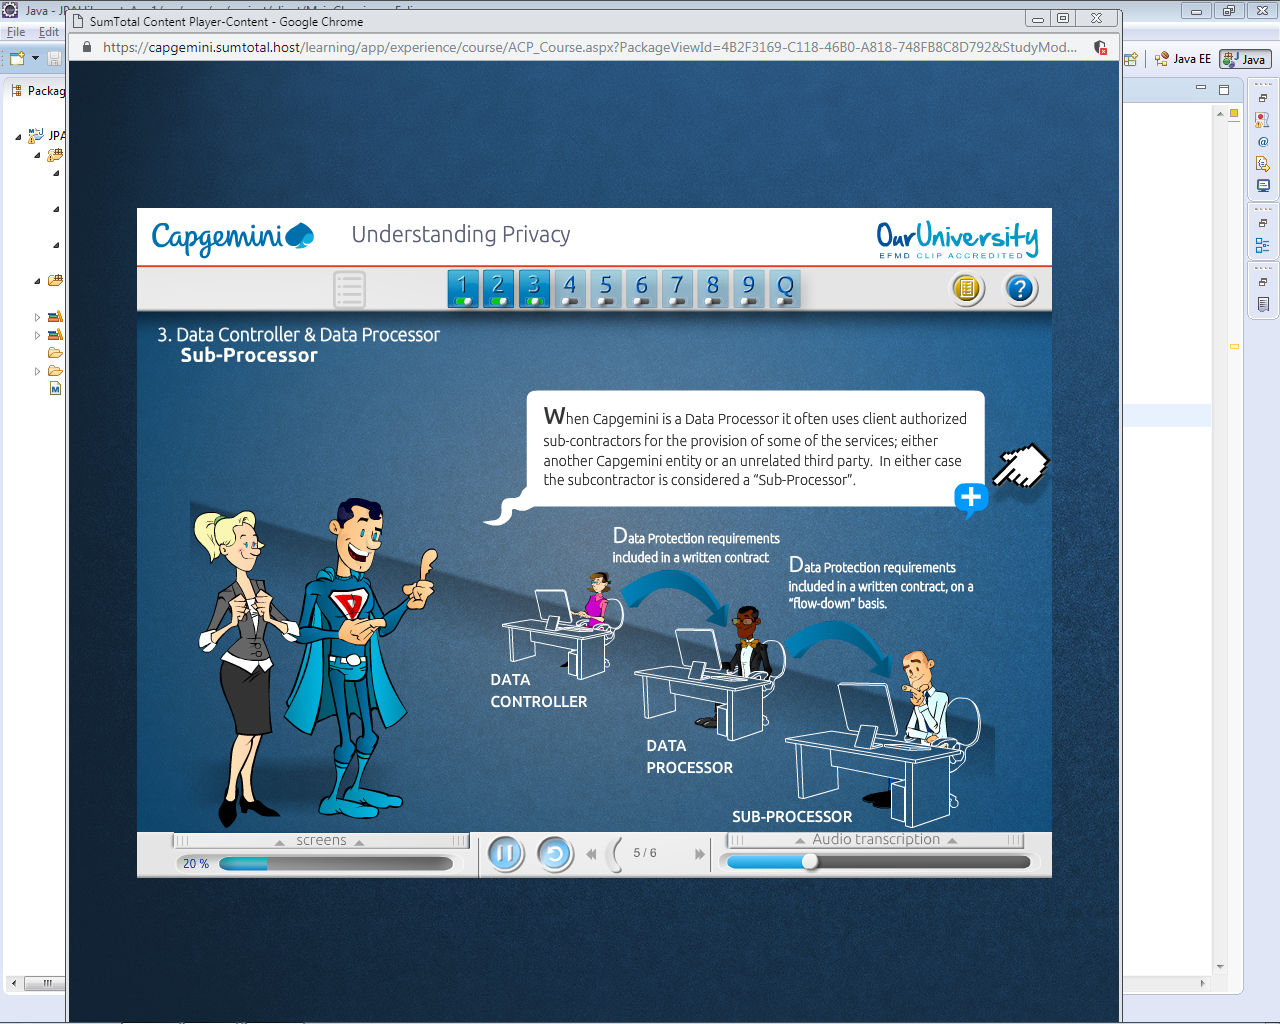 Java - JPA
SumTotal Content Player-Content - Google Chrome
File Edit
https://capgemini.sumtotal.host/learning/app/experience/course/ACP_Course.aspx?PackageViewId=4B2F3169-C118-46B0-A818-748FB8C8D792&StudyMod...
Java EE
Java
Packag
JPA
Capgemini
Understanding Privacy
OurUniversity
EFMD CLIP ACCREDITED
1 2 3 4 5 6 7 8 9 Q
?
3. Data Controller & Data Processor
Sub-Processor
When Capgemini is a Data Processor it often uses client authorized
sub-contractors for the provision of some of the services; either
another Capgemini entity or an unrelated third party. In either case
the subcontractor is considered a “Sub-Processor”.
Data Protection requirements
included in a written contract
Data Protection requirements
included in a written contract, on a
“flow-down” basis.
DATA
CONTROLLER
DATA
PROCESSOR
SUB-PROCESSOR
screens
20 %
5 / 6
Audio transcription